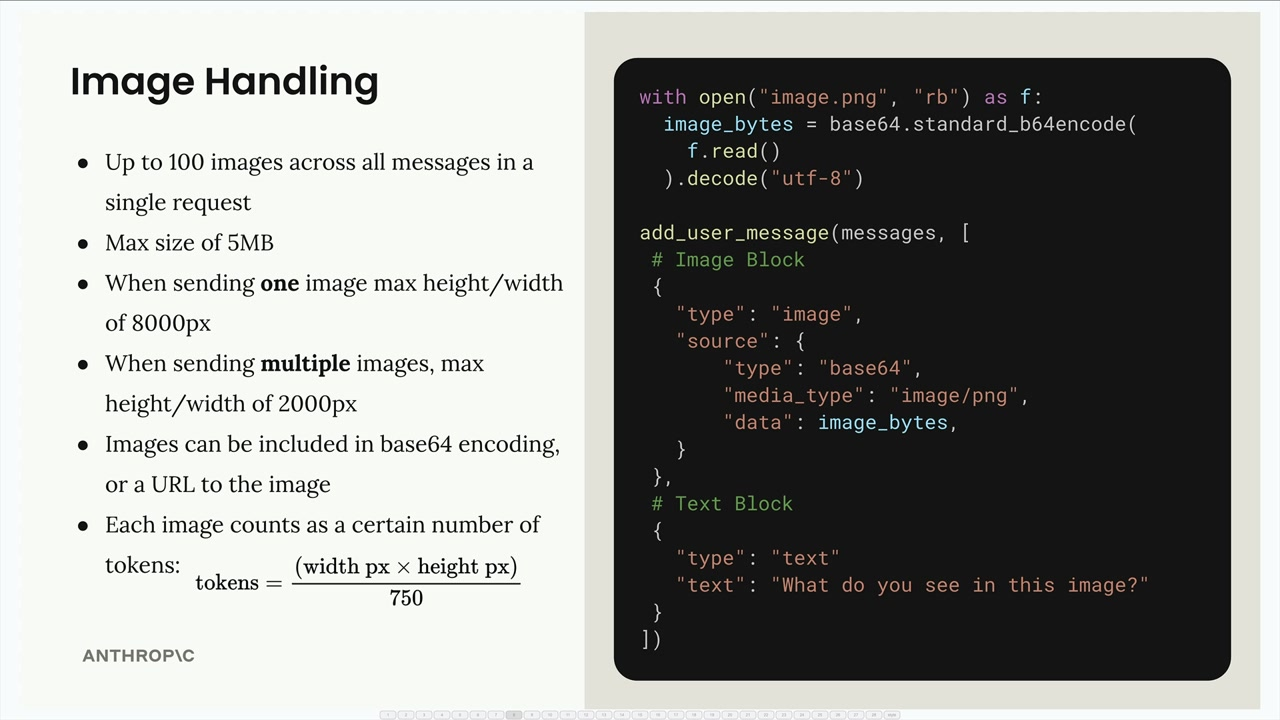 Image Handling
● Up to 100 images across all messages in a
single request
● Max size of 5MB
● When sending one image max height/width
of 8000px
● When sending multiple images, max
height/width of 2000px
● Images can be included in base64 encoding,
or a URL to the image
● Each image counts as a certain number of
tokens: tokens = (width px × height px) / 750
ANTHROP\C
with open("image.png", "rb") as f:
  image_bytes = base64.standard_b64encode(
    f.read()
  ).decode("utf-8")

add_user_message(messages, [
 # Image Block
 {
   "type": "image",
   "source": {
       "type": "base64",
       "media_type": "image/png",
       "data": image_bytes,
   }
 },
 # Text Block
 {
   "type": "text"
   "text": "What do you see in this image?"
 }
])